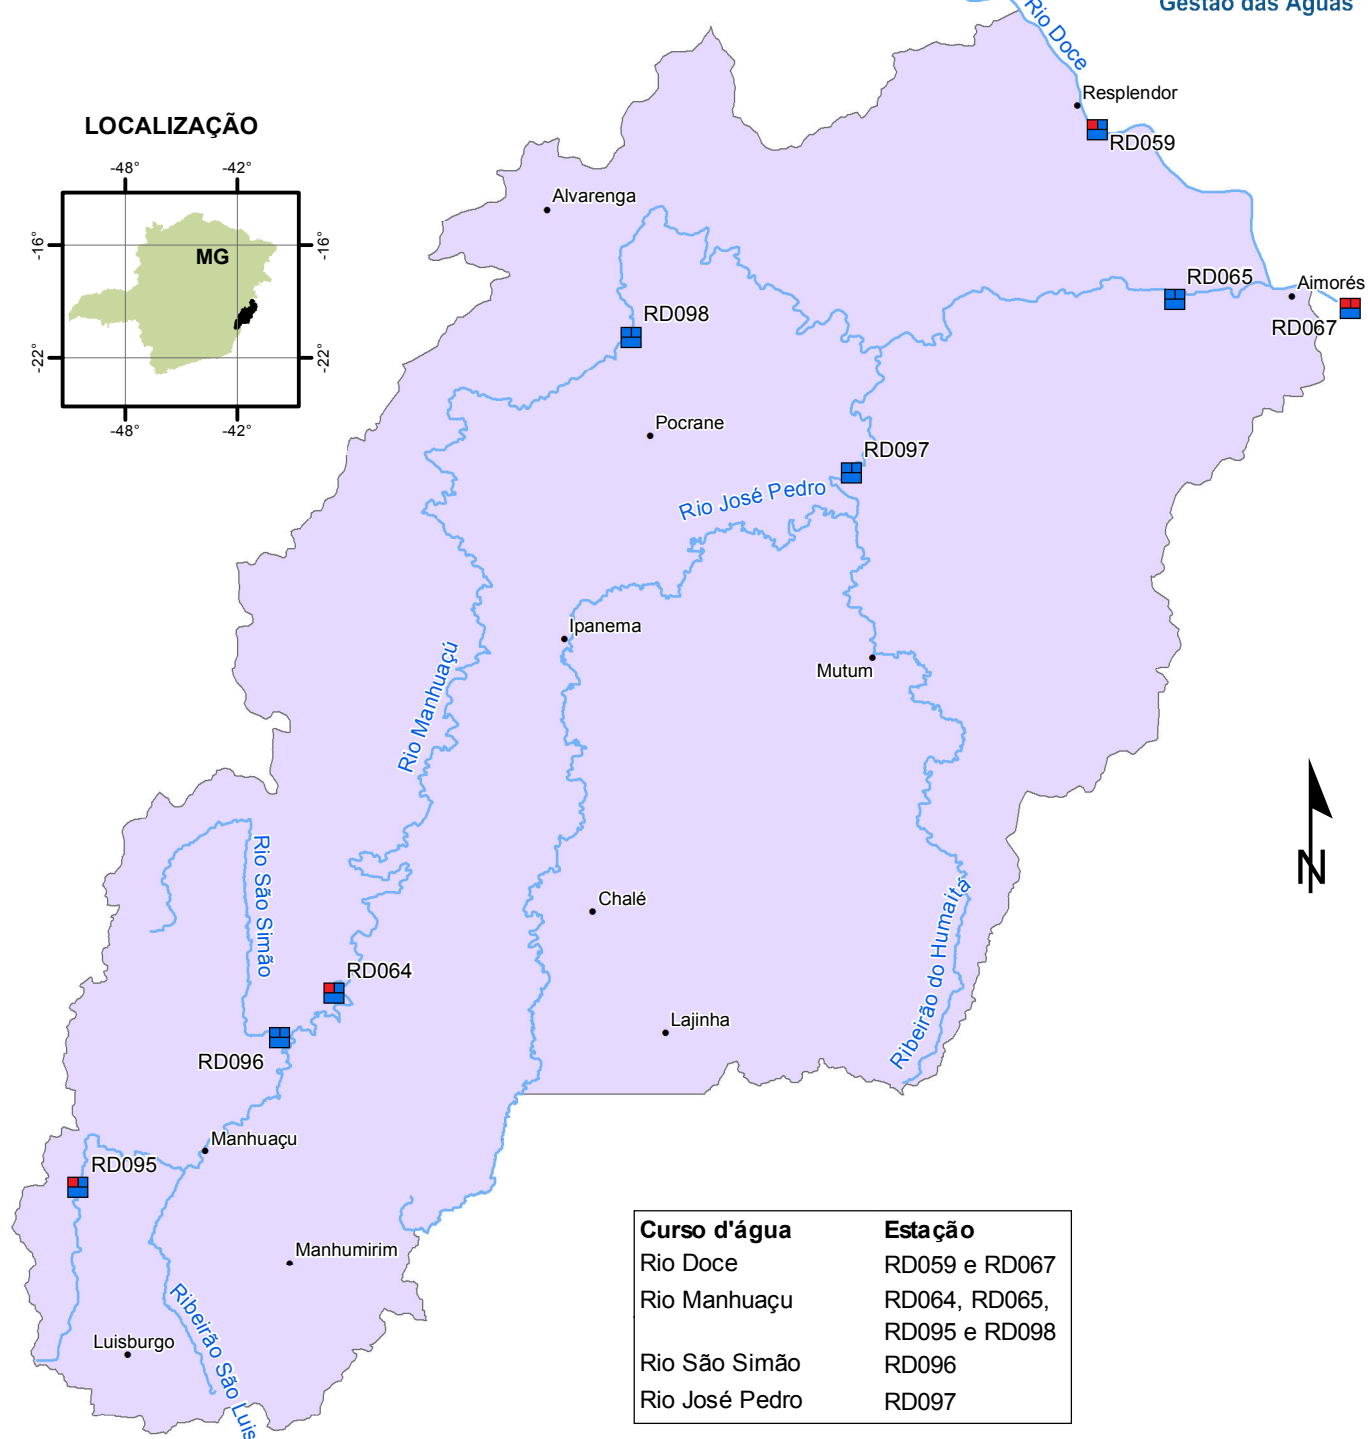 Gestão das Águas
Rio Doce
Resplendor
RD059
LOCALIZAÇÃO
-48°
-42°
-16°
MG
-16°
-22°
-22°
-48°
-42°
Alvarenga
RD065
Aimorés
RD067
RD098
Pocrane
RD097
Rio José Pedro
Ipanema
Mutum
Rio Manhuaçú
Rio São Simão
Chalé
Ribeirão do Humaitá
RD064
Lajinha
RD096
N
Manhuaçu
RD095
Manhumirim
Ribeirão São Luis
Luisburgo
Curso d'água Estação
Rio Doce RD059 e RD067
Rio Manhuaçu RD064, RD065,
RD095 e RD098
Rio São Simão RD096
Rio José Pedro RD097